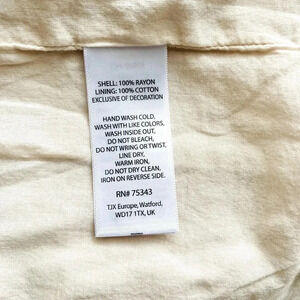 SHELL: 100% RAYON
LINING: 100% COTTON
EXCLUSIVE OF DECORATION
HAND WASH COLD,
WASH WITH LIKE COLORS,
WASH INSIDE OUT,
DO NOT BLEACH,
DO NOT WRING OR TWIST,
LINE DRY,
WARM IRON,
DO NOT DRY CLEAN,
IRON ON REVERSE SIDE.
RN# 75343
TJX Europe, Watford,
WD17 1TX, UK